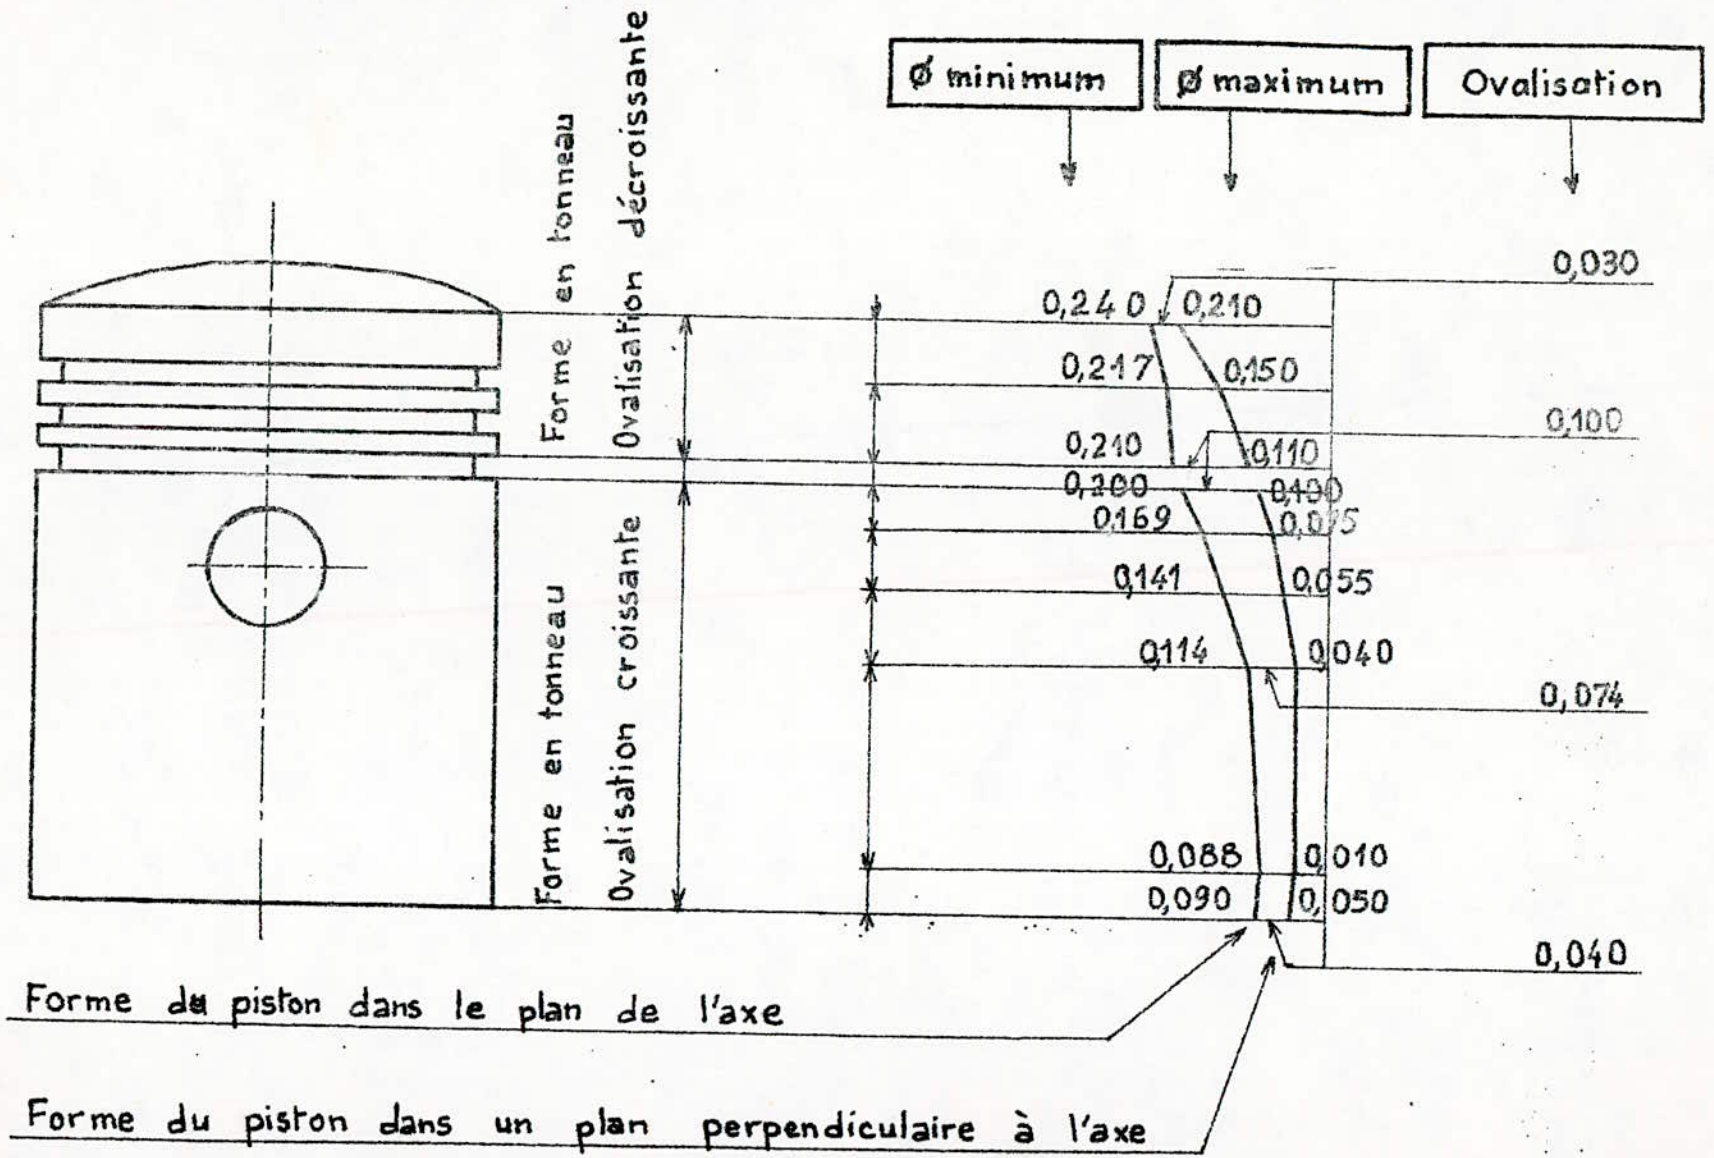 Ø minimum
Ø maximum
Ovalisation
Forme en tonneau
Ovalisation décroissante
0,030
0,240 0,210
0,217 0,150
0,100
0,210 0,110
0,200 0,100
0,169 0,075
Forme en tonneau
Ovalisation croissante
0,141 0,055
0,114 0,040
0,074
0,088 0,010
0,090 0,050
0,040
Forme du piston dans le plan de l'axe
Forme du piston dans un plan perpendiculaire à l'axe